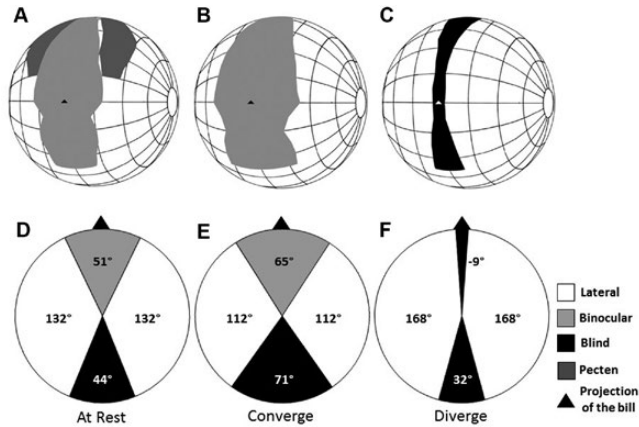 A B C
D E F
51° 65° -9°
132° 132° 112° 112° 168° 168°
44° 71° 32°
At Rest Converge Diverge
Lateral
Binocular
Blind
Pecten
Projection
of the bill